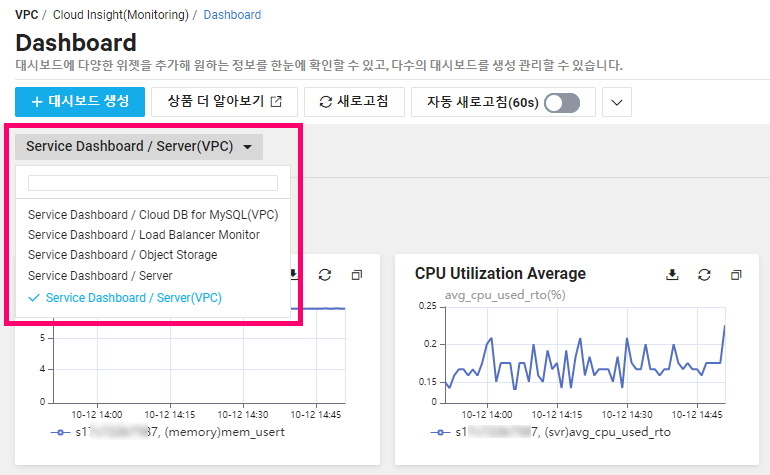 VPC / Cloud Insight(Monitoring) / Dashboard
Dashboard
대시보드에 다양한 위젯을 추가해 원하는 정보를 한눈에 확인할 수 있고, 다수의 대시보드를 생성 관리할 수 있습니다.
+ 대시보드 생성 상품 더 알아보기 새로고침 자동 새로고침(60s)
Service Dashboard / Server(VPC)
Service Dashboard / Cloud DB for MySQL(VPC)
Service Dashboard / Load Balancer Monitor
Service Dashboard / Object Storage
Service Dashboard / Server
Service Dashboard / Server(VPC)
5
4
0
10-12 14:00 10-12 14:15 10-12 14:30 10-12 14:45
(memory)mem_usert
CPU Utilization Average
avg_cpu_used_rto(%)
0.25
0.2
0.15
0
10-12 14:00 10-12 14:15 10-12 14:30 10-12 14:45
(svr)avg_cpu_used_rto